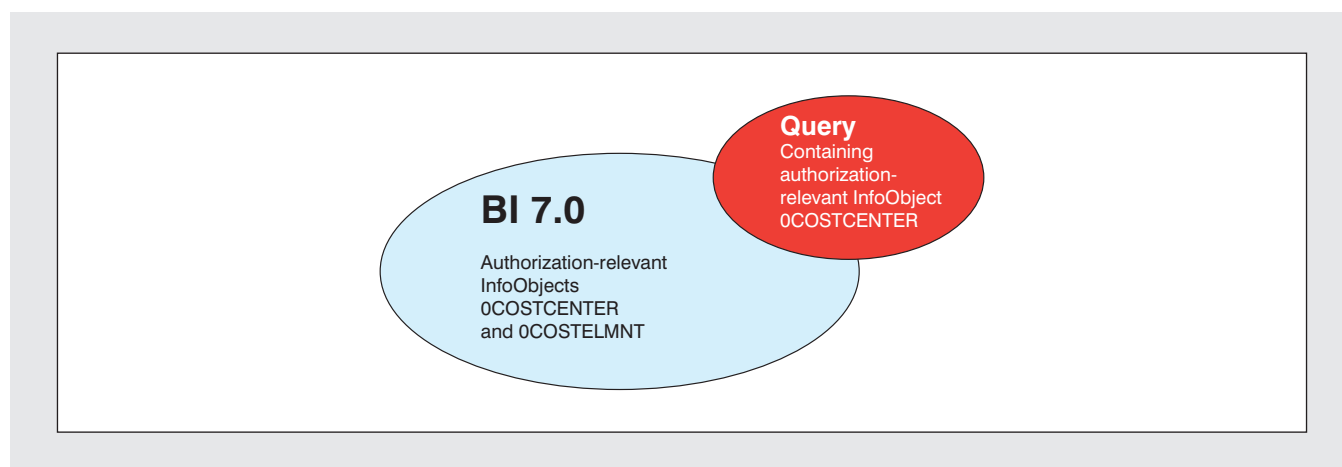 Query
Containing
authorization-
relevant InfoObject
0COSTCENTER
BI 7.0
Authorization-relevant
InfoObjects
0COSTCENTER
and 0COSTELMNT